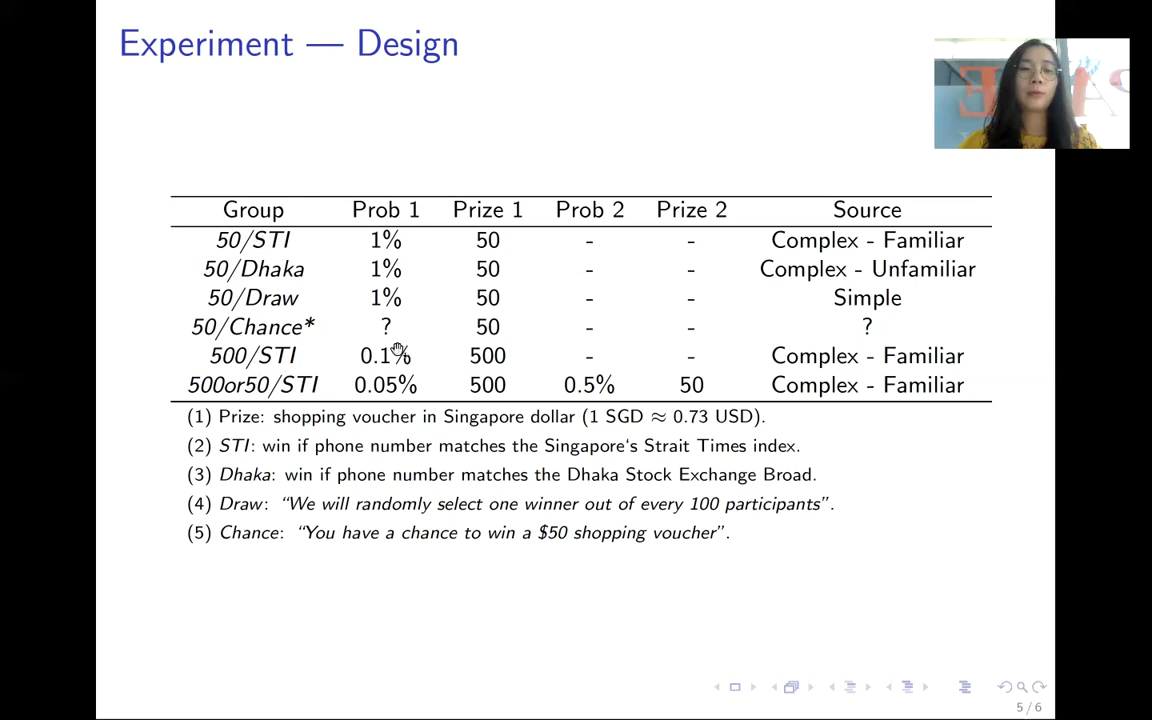 Experiment — Design
Group Prob 1 Prize 1 Prob 2 Prize 2 Source
50/STI 1% 50 - - Complex - Familiar
50/Dhaka 1% 50 - - Complex - Unfamiliar
50/Draw 1% 50 - - Simple
50/Chance* ? 50 - - ?
500/STI 0.1% 500 - - Complex - Familiar
500or50/STI 0.05% 500 0.5% 50 Complex - Familiar
(1) Prize: shopping voucher in Singapore dollar (1 SGD ≈ 0.73 USD).
(2) STI: win if phone number matches the Singapore‘s Strait Times index.
(3) Dhaka: win if phone number matches the Dhaka Stock Exchange Broad.
(4) Draw: “We will randomly select one winner out of every 100 participants”.
(5) Chance: “You have a chance to win a $50 shopping voucher”.
5 / 6